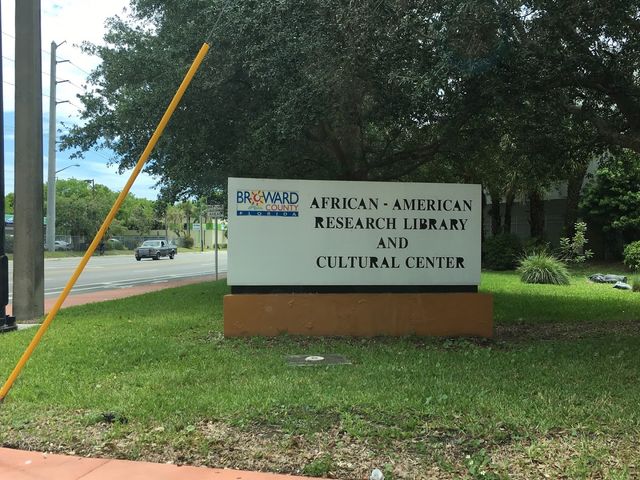 BROWARD
COUNTY
FLORIDA
AFRICAN - AMERICAN
RESEARCH LIBRARY
AND
CULTURAL CENTER